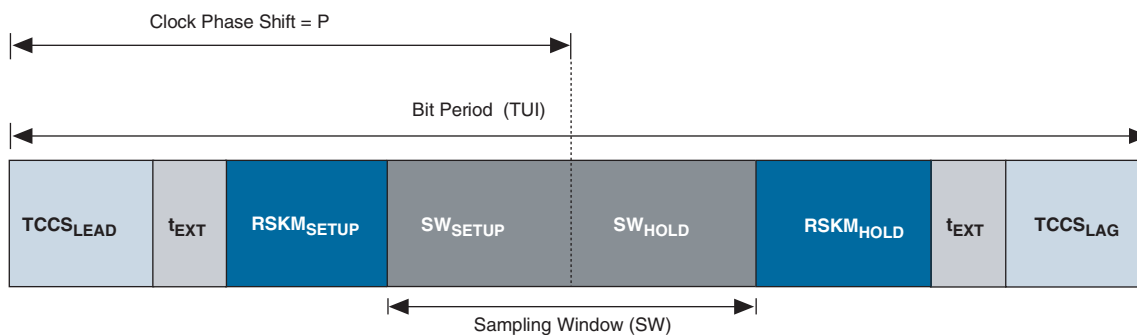 Clock Phase Shift = P
Bit Period (TUI)
TCCSLEAD
tEXT
RSKMSETUP
SWSETUP
SWHOLD
RSKMHOLD
tEXT
TCCSLAG
Sampling Window (SW)